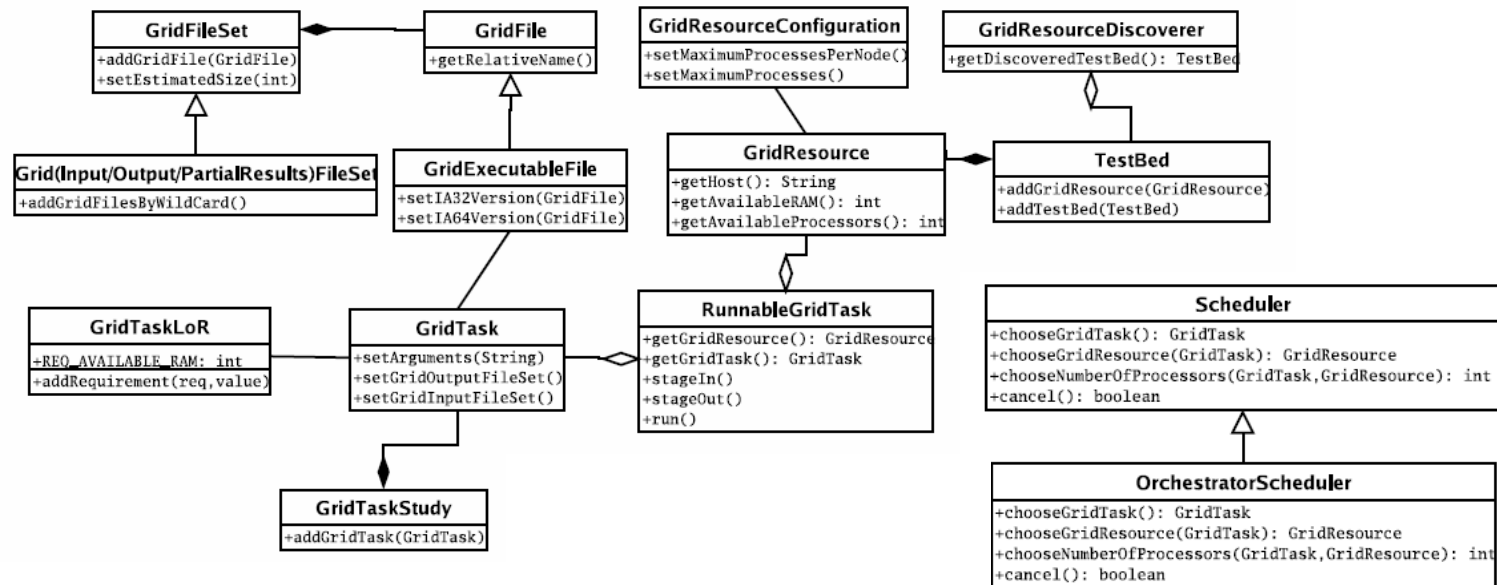 GridFileSet
+addGridFile(GridFile)
+setEstimatedSize(int)
GridFile
+getRelativeName()
GridResourceConfiguration
+setMaximumProcessesPerNode()
+setMaximumProcesses()
GridResourceDiscoverer
+getDiscoveredTestBed(): TestBed
Grid(Input/Output/PartialResults)FileSet
+addGridFilesByWildCard()
GridExecutableFile
+setIA32Version(GridFile)
+setIA64Version(GridFile)
GridResource
+getHost(): String
+getAvailableRAM(): int
+getAvailableProcessors(): int
TestBed
+addGridResource(GridResource)
+addTestBed(TestBed)
GridTaskLoR
+REQ_AVAILABLE_RAM: int
+addRequirement(req,value)
GridTask
+setArguments(String)
+setGridOutputFileSet()
+setGridInputFileSet()
RunnableGridTask
+getGridResource(): GridResource
+getGridTask(): GridTask
+stageIn()
+stageOut()
+run()
Scheduler
+chooseGridTask(): GridTask
+chooseGridResource(GridTask): GridResource
+chooseNumberOfProcessors(GridTask,GridResource): int
+cancel(): boolean
GridTaskStudy
+addGridTask(GridTask)
OrchestratorScheduler
+chooseGridTask(): GridTask
+chooseGridResource(GridTask): GridResource
+chooseNumberOfProcessors(GridTask,GridResource): int
+cancel(): boolean